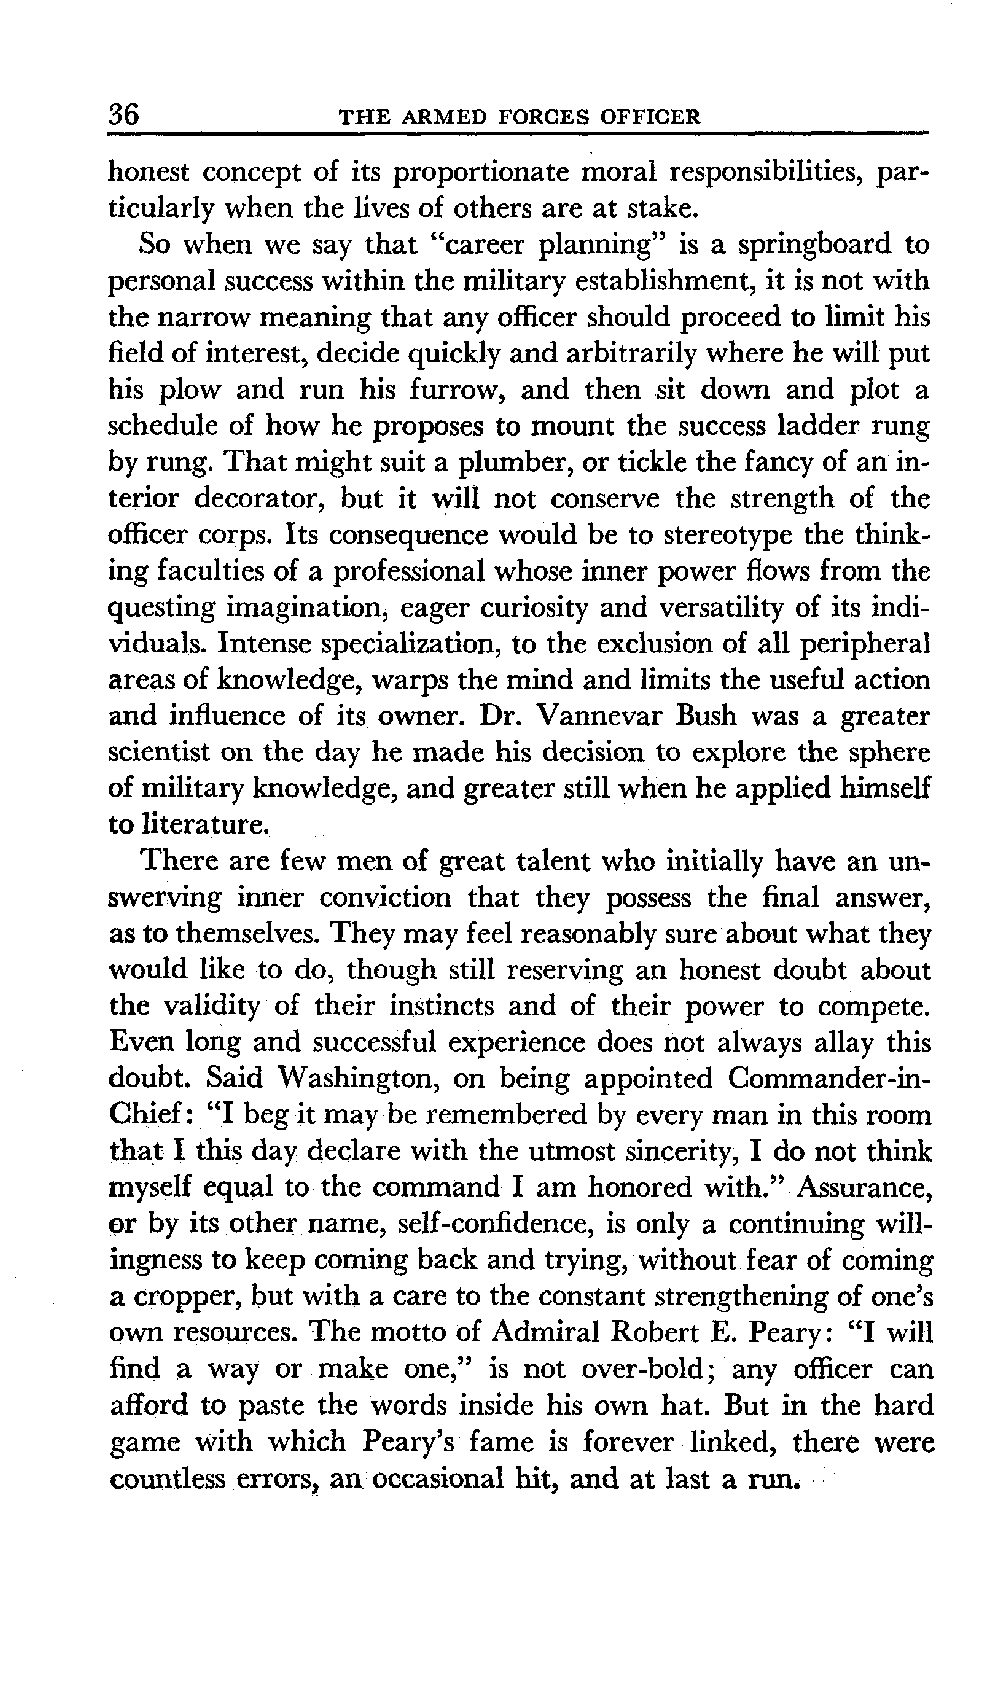 36 THE ARMED FORCES OFFICER
honest concept of its proportionate moral responsibilities, par-
ticularly when the lives of others are at stake.
So when we say that “career planning” is a springboard to
personal success within the military establishment, it is not with
the narrow meaning that any officer should proceed to limit his
field of interest, decide quickly and arbitrarily where he will put
his plow and run his furrow, and then sit down and plot a
schedule of how he proposes to mount the success ladder rung
by rung. That might suit a plumber, or tickle the fancy of an in-
terior decorator, but it will not conserve the strength of the
officer corps. Its consequence would be to stereotype the think-
ing faculties of a professional whose inner power flows from the
questing imagination, eager curiosity and versatility of its indi-
viduals. Intense specialization, to the exclusion of all peripheral
areas of knowledge, warps the mind and limits the useful action
and influence of its owner. Dr. Vannevar Bush was a greater
scientist on the day he made his decision to explore the sphere
of military knowledge, and greater still when he applied himself
to literature.
There are few men of great talent who initially have an un-
swerving inner conviction that they possess the final answer,
as to themselves. They may feel reasonably sure about what they
would like to do, though still reserving an honest doubt about
the validity of their instincts and of their power to compete.
Even long and successful experience does not always allay this
doubt. Said Washington, on being appointed Commander-in-
Chief: “I beg it may be remembered by every man in this room
that I this day declare with the utmost sincerity, I do not think
myself equal to the command I am honored with.” Assurance,
or by its other name, self-confidence, is only a continuing will-
ingness to keep coming back and trying, without fear of coming
a cropper, but with a care to the constant strengthening of one’s
own resources. The motto of Admiral Robert E. Peary: “I will
find a way or make one,” is not over-bold; any officer can
afford to paste the words inside his own hat. But in the hard
game with which Peary’s fame is forever linked, there were
countless errors, an occasional hit, and at last a run.